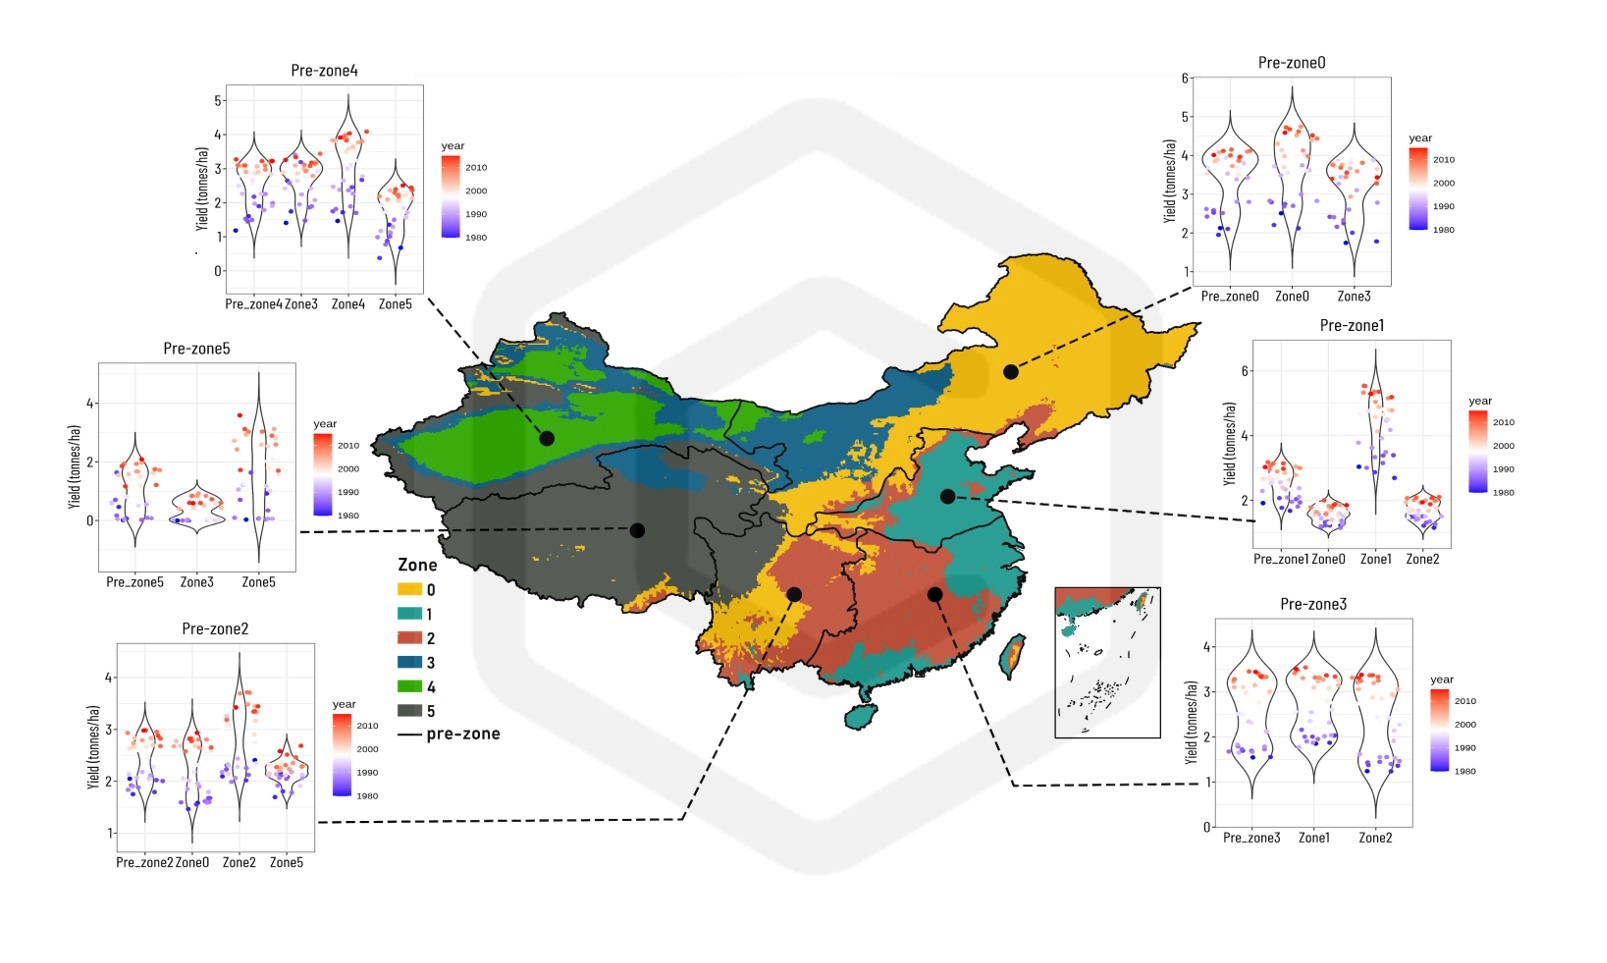 Pre-zone4
Yield (tonnes/ha)
5
4
3
2
1
0
Pre_zone4 Zone3 Zone4 Zone5
year
2010
2000
1990
1980
Pre-zone0
Yield (tonnes/ha)
6
5
4
3
2
1
Pre_zone0 Zone0 Zone3
year
2010
2000
1990
1980
Pre-zone5
Yield (tonnes/ha)
4
2
0
Pre_zone5 Zone3 Zone5
year
2010
2000
1990
1980
Pre-zone1
Yield (tonnes/ha)
6
4
2
Pre_zone1 Zone0 Zone1 Zone2
year
2010
2000
1990
1980
Zone
0
1
2
3
4
5
pre-zone
Pre-zone2
Yield (tonnes/ha)
4
3
2
1
Pre_zone2 Zone0 Zone2 Zone5
year
2010
2000
1990
1980
Pre-zone3
Yield (tonnes/ha)
4
3
2
1
0
Pre_zone3 Zone1 Zone2
year
2010
2000
1990
1980